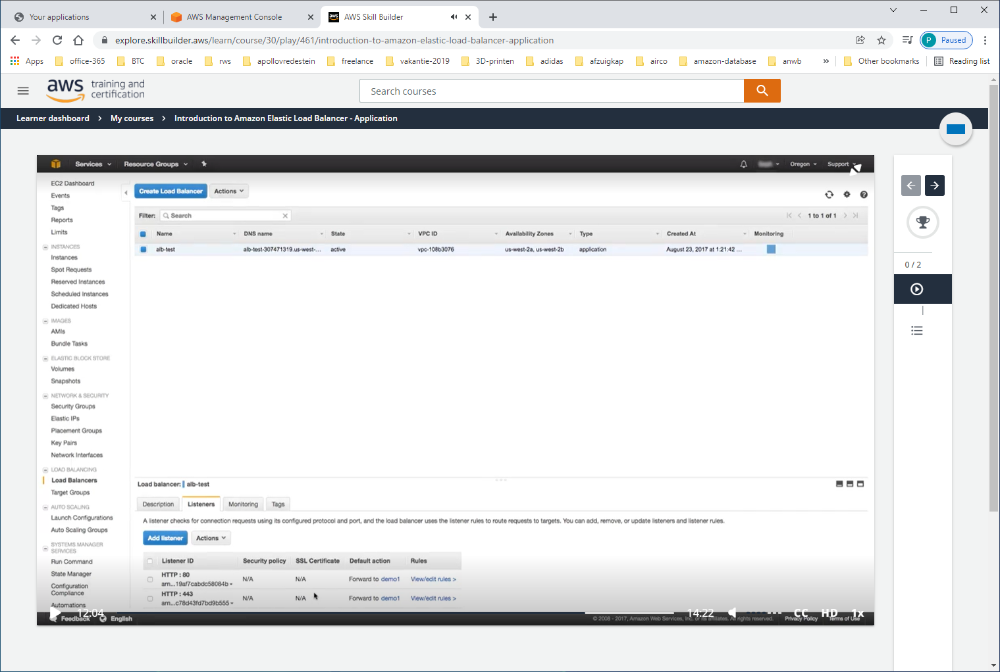 Your applications
AWS Management Console
AWS Skill Builder
explore.skillbuilder.aws/learn/course/30/play/461/introduction-to-amazon-elastic-load-balancer-application
P Paused
Apps office-365 BTC oracle rws apollovredestein freelance vakantie-2019 3D-printen adidas afzuigkap airco amazon-database anwb » Other bookmarks Reading list
aws training and
certification
Search courses
Learner dashboard > My courses > Introduction to Amazon Elastic Load Balancer - Application
Services Resource Groups Oregon Support
EC2 Dashboard
Events
Tags
Reports
Limits
INSTANCES
Instances
Spot Requests
Reserved Instances
Scheduled Instances
Dedicated Hosts
IMAGES
AMIs
Bundle Tasks
ELASTIC BLOCK STORE
Volumes
Snapshots
NETWORK & SECURITY
Security Groups
Elastic IPs
Placement Groups
Key Pairs
Network Interfaces
LOAD BALANCING
Load Balancers
Target Groups
AUTO SCALING
Launch Configurations
Auto Scaling Groups
SYSTEMS MANAGER
SERVICES
Run Command
State Manager
Configuration
Compliance
Automations
Create Load Balancer Actions
Filter: Search 1 to 1 of 1
Name DNS name State VPC ID Availability Zones Type Created At Monitoring
alb-test alb-test-307471319.us-west-... active vpc-108b3076 us-west-2a, us-west-2b application August 23, 2017 at 1:21:42 ...
Load balancer: alb-test
Description Listeners Monitoring Tags
A listener checks for connection requests using its configured protocol and port, and the load balancer uses the listener rules to route requests to targets. You can add, remove, or update listeners and listener rules.
Add listener Actions
Listener ID Security policy SSL Certificate Default action Rules
HTTP : 80
arn...19af7cabdc58084b N/A N/A Forward to demo1 View/edit rules >
HTTP : 443
arn...c78d43fd7bd9b555 N/A N/A Forward to demo1 View/edit rules >
12:04 14:22 CC HD 1x
Feedback English © 2008 - 2017, Amazon Web Services, Inc. or its affiliates. All rights reserved. Privacy Policy Terms of Use
0 / 2